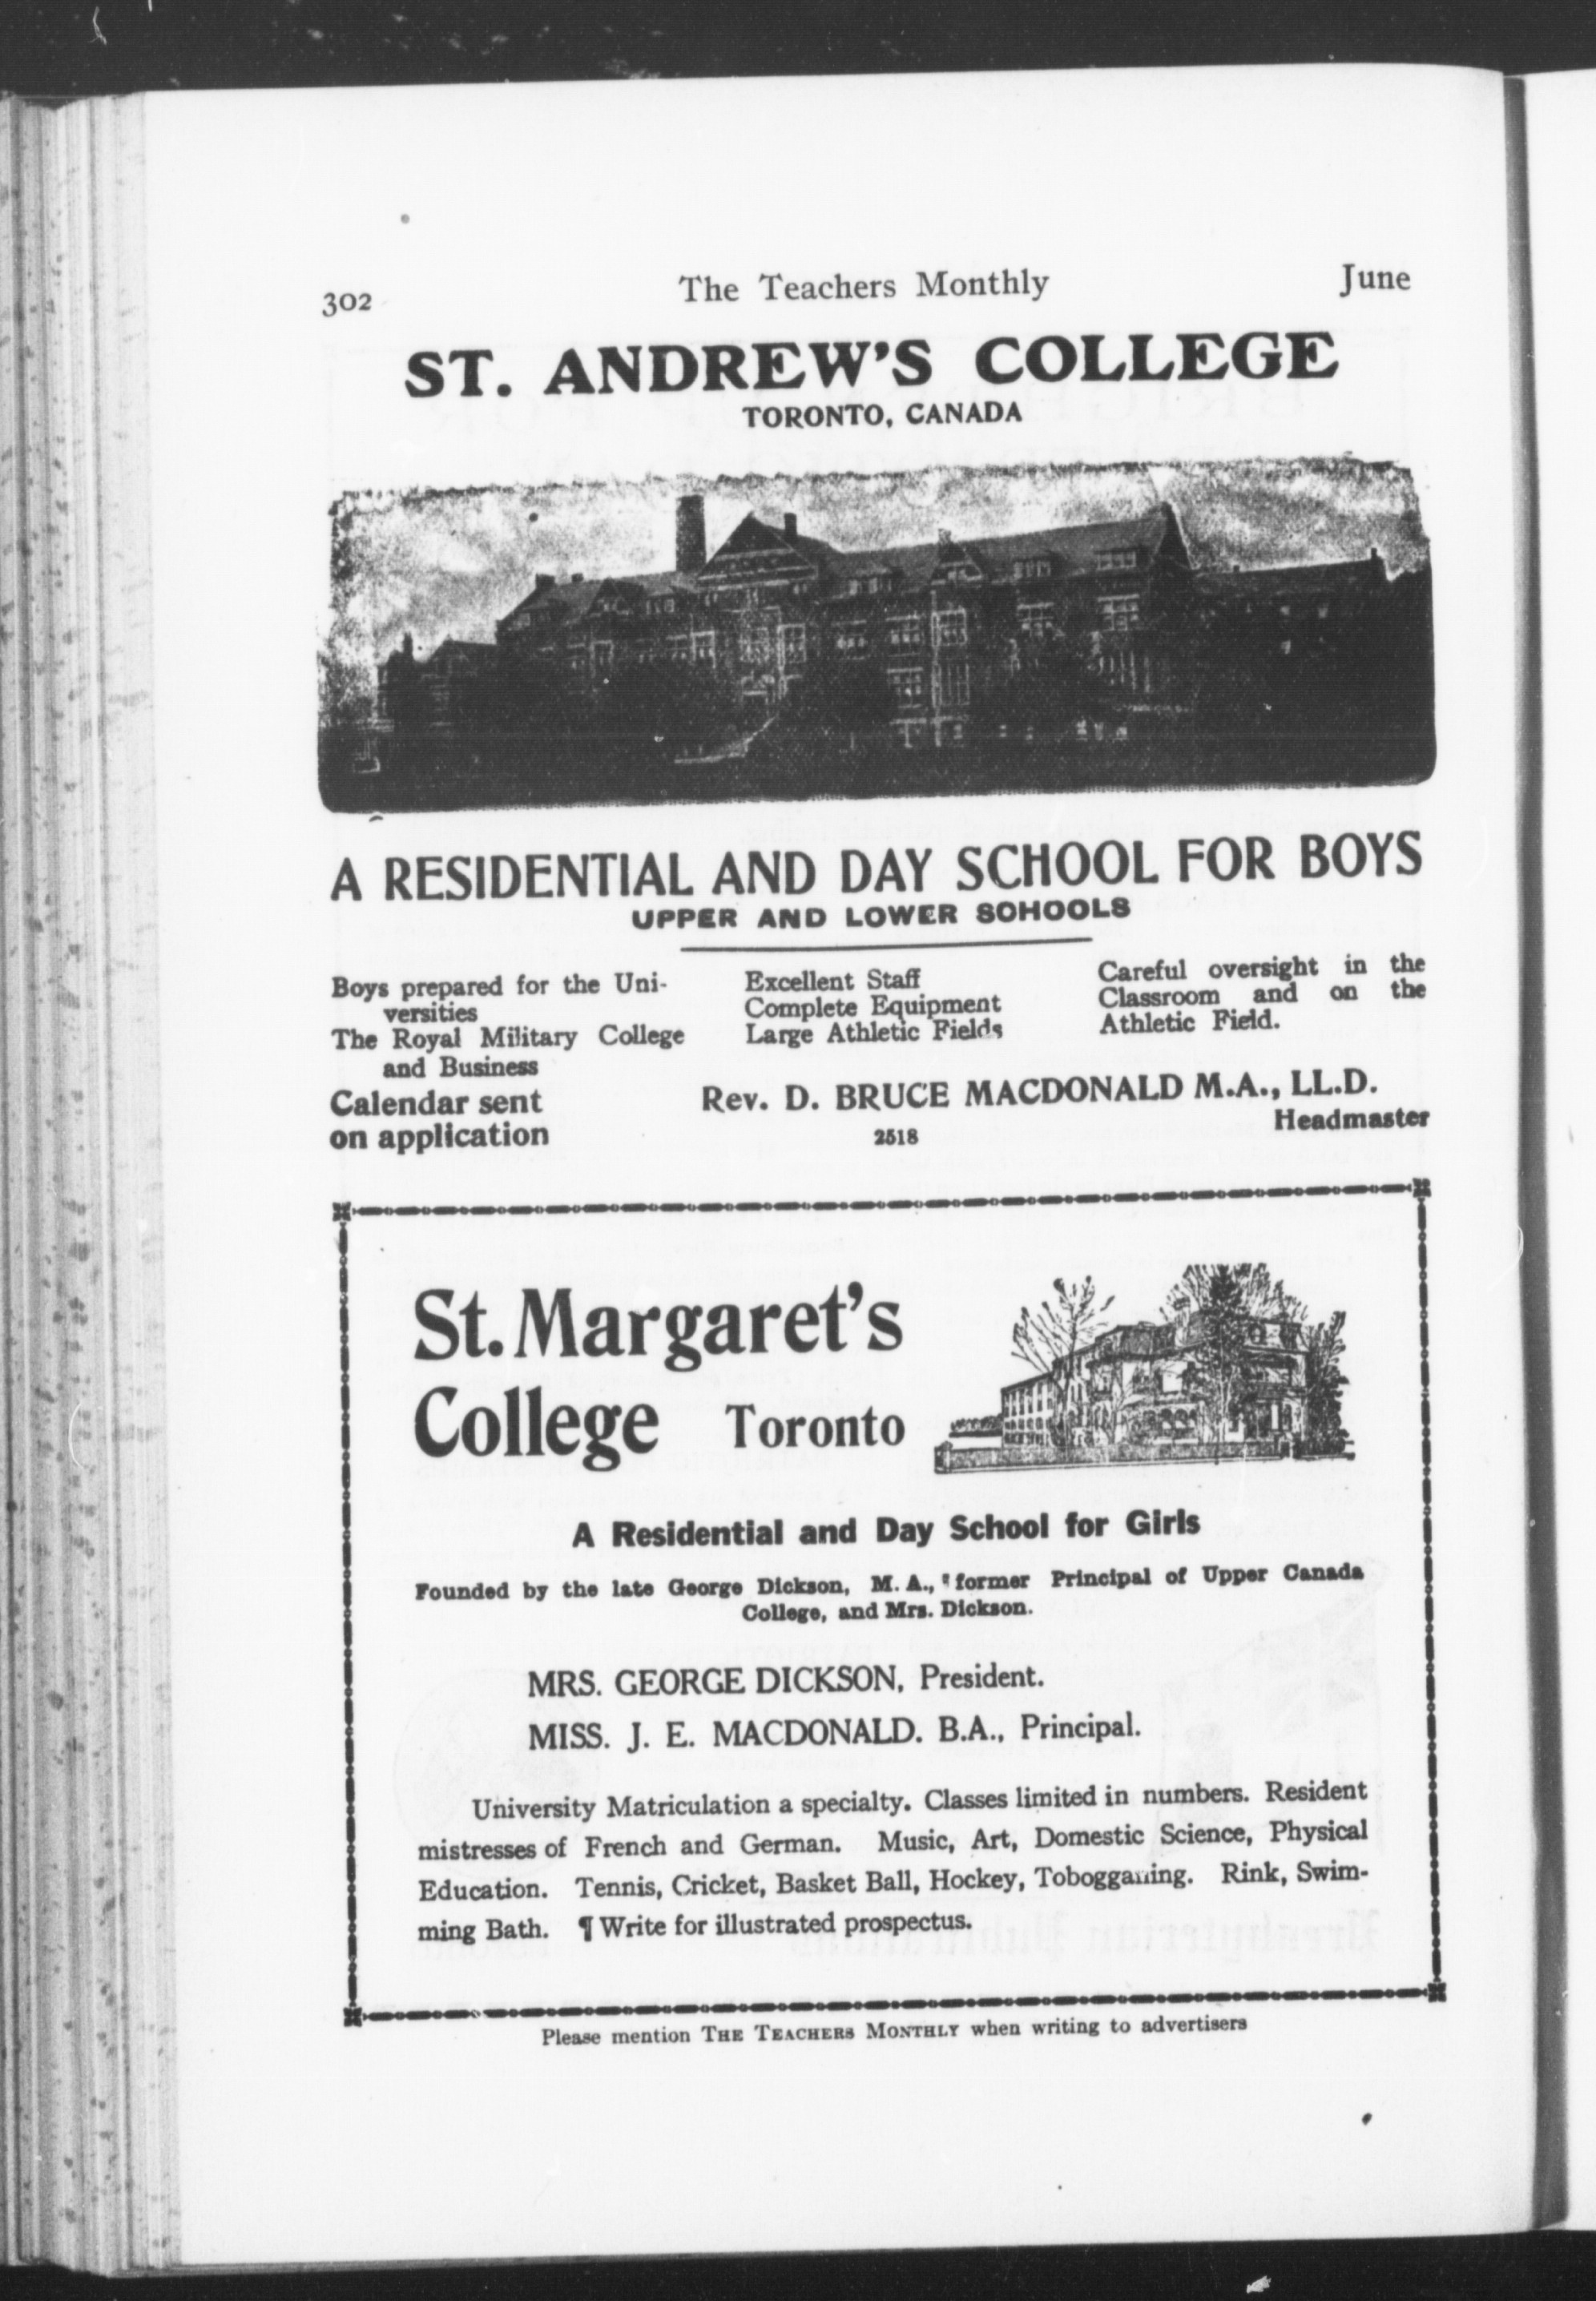 302
The Teachers Monthly
June
ST. ANDREW'S COLLEGE
TORONTO, CANADA
A RESIDENTIAL AND DAY SCHOOL FOR BOYS
UPPER AND LOWER SCHOOLS
Boys prepared for the Uni-
versities
The Royal Military College
and Business
Excellent Staff
Complete Equipment
Large Athletic Fields
Careful oversight in the
Classroom and on the
Athletic Field.
Calendar sent
on application
Rev. D. BRUCE MACDONALD M.A., LL.D.
Headmaster
2518
St. Margaret's
College Toronto
A Residential and Day School for Girls
Founded by the late George Dickson, M. A., former Principal of Upper Canada
College, and Mrs. Dickson.
MRS. GEORGE DICKSON, President.
MISS. J. E. MACDONALD. B.A., Principal.
University Matriculation a specialty. Classes limited in numbers. Resident
mistresses of French and German. Music, Art, Domestic Science, Physical
Education. Tennis, Cricket, Basket Ball, Hockey, Tobogganing. Rink, Swim-
ming Bath. ¶ Write for illustrated prospectus.
Please mention THE TEACHERS MONTHLY when writing to advertisers